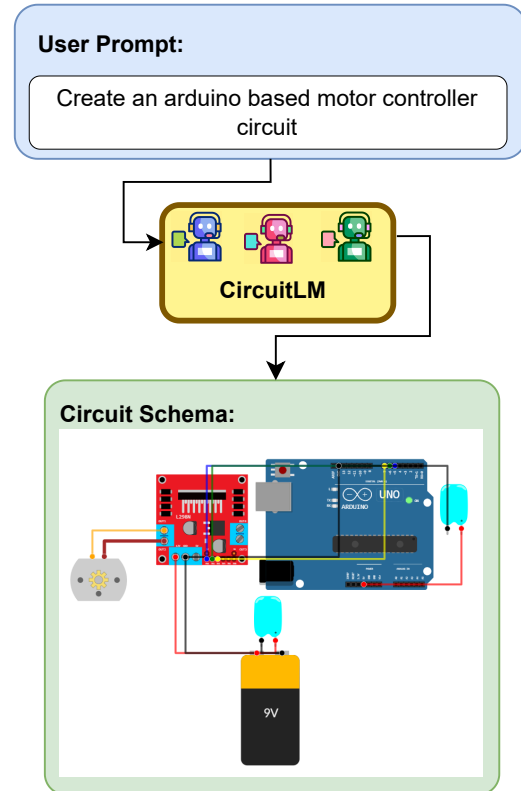 User Prompt:
Create an arduino based motor controller
circuit
CircuitLM
Circuit Schema:
L298N
UNO
ARDUINO
9V